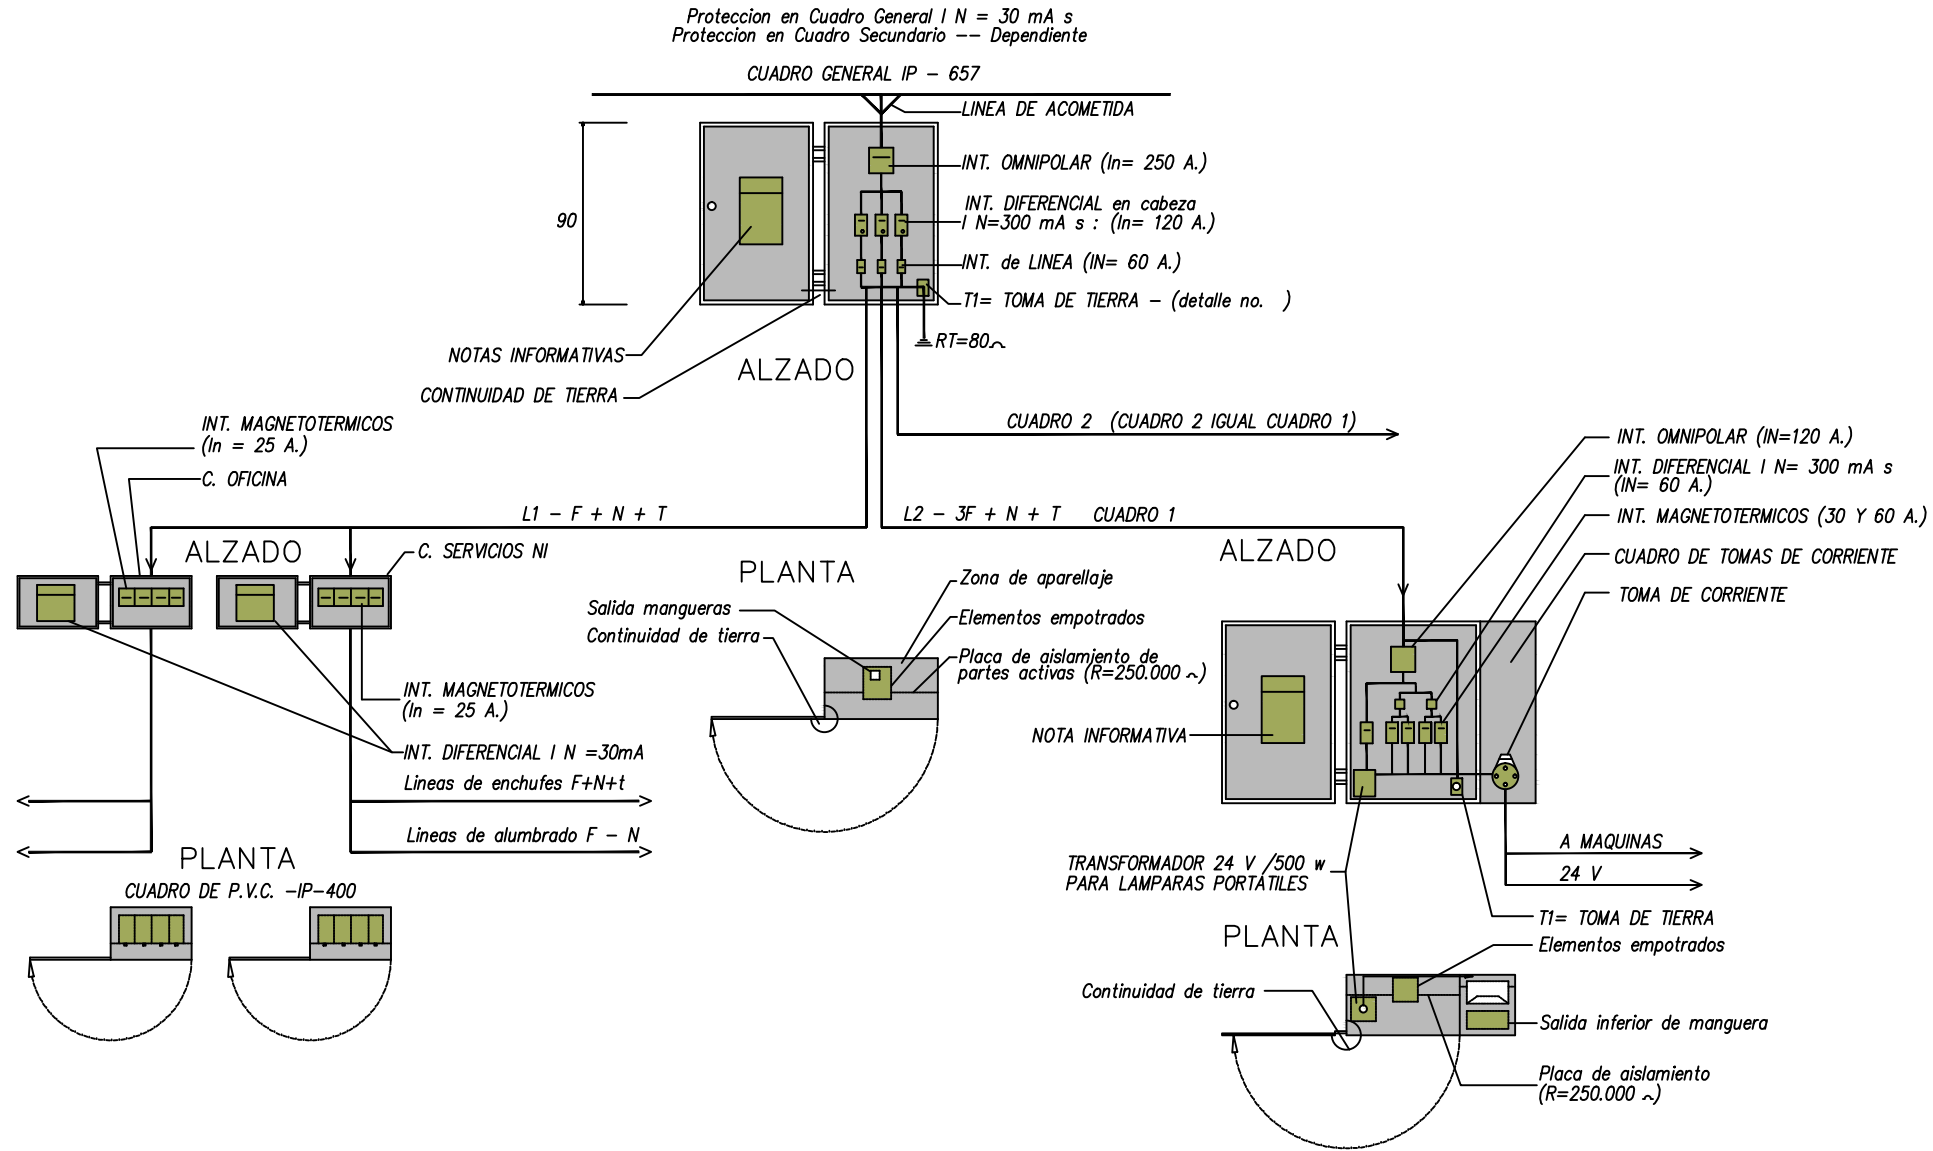 Proteccion en Cuadro General I N = 30 mA s
Proteccion en Cuadro Secundario -- Dependiente
CUADRO GENERAL IP - 657
LINEA DE ACOMETIDA
INT. OMNIPOLAR (In= 250 A.)
INT. DIFERENCIAL en cabeza
I N=300 mA s : (In= 120 A.)
90
INT. de LINEA (IN= 60 A.)
T1= TOMA DE TIERRA - (detalle no.   )
RT=80
NOTAS INFORMATIVAS
ALZADO
CONTINUIDAD DE TIERRA
INT. MAGNETOTERMICOS
(In = 25 A.)
C. OFICINA
CUADRO 2  (CUADRO 2 IGUAL CUADRO 1)
INT. OMNIPOLAR (IN=120 A.)
INT. DIFERENCIAL I N= 300 mA s
(IN= 60 A.)
INT. MAGNETOTERMICOS (30 Y 60 A.)
CUADRO DE TOMAS DE CORRIENTE
TOMA DE CORRIENTE
L1 - F + N + T
L2 - 3F + N + T
CUADRO 1
ALZADO
C. SERVICIOS NI
ALZADO
PLANTA
Zona de aparellaje
Salida mangueras
Elementos empotrados
Continuidad de tierra
Placa de aislamiento de
partes activas (R=250.000 )
INT. MAGNETOTERMICOS
(In = 25 A.)
NOTA INFORMATIVA
INT. DIFERENCIAL I N =30mA
Lineas de enchufes F+N+t
Lineas de alumbrado F - N
PLANTA
CUADRO DE P.V.C. -IP-400
A MAQUINAS
24 V
TRANSFORMADOR 24 V /500 w
PARA LAMPARAS PORTATILES
T1= TOMA DE TIERRA
PLANTA
Elementos empotrados
Continuidad de tierra
Salida inferior de manguera
Placa de aislamiento
(R=250.000 )